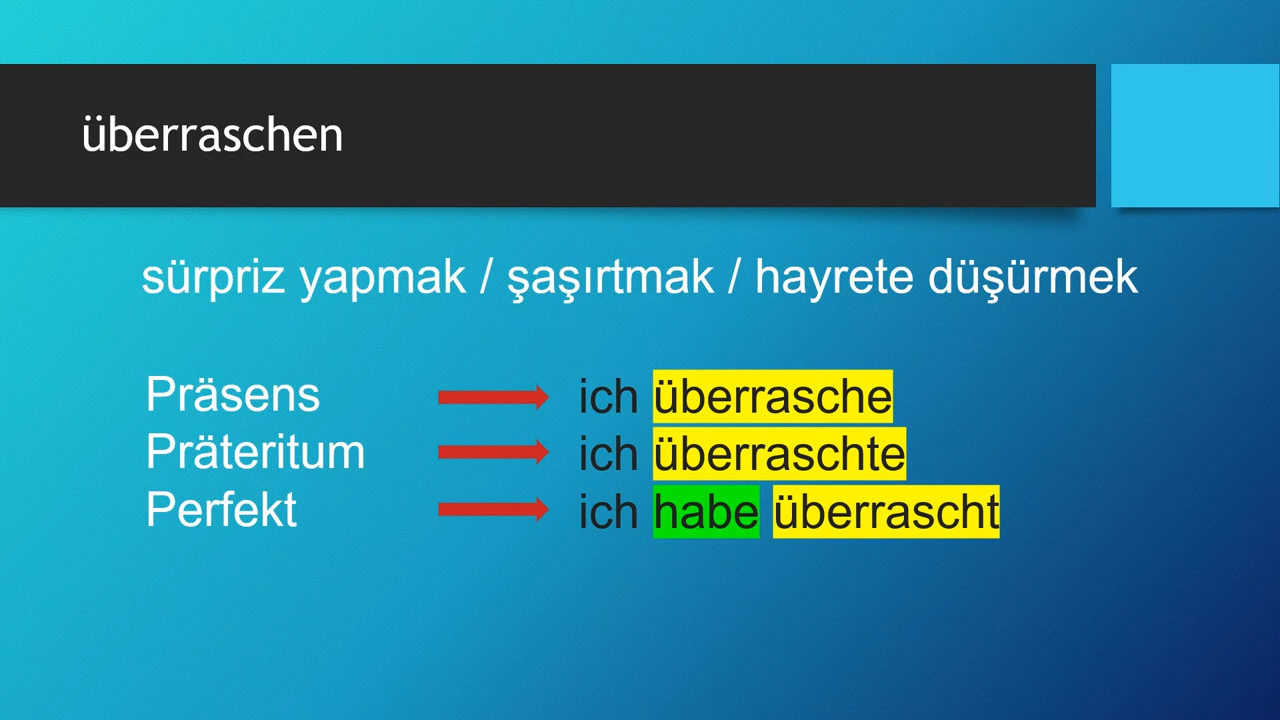 überraschen
sürpriz yapmak / şaşırtmak / hayrete düşürmek
Präsens ich überrasche
Präteritum ich überraschte
Perfekt ich habe überrascht